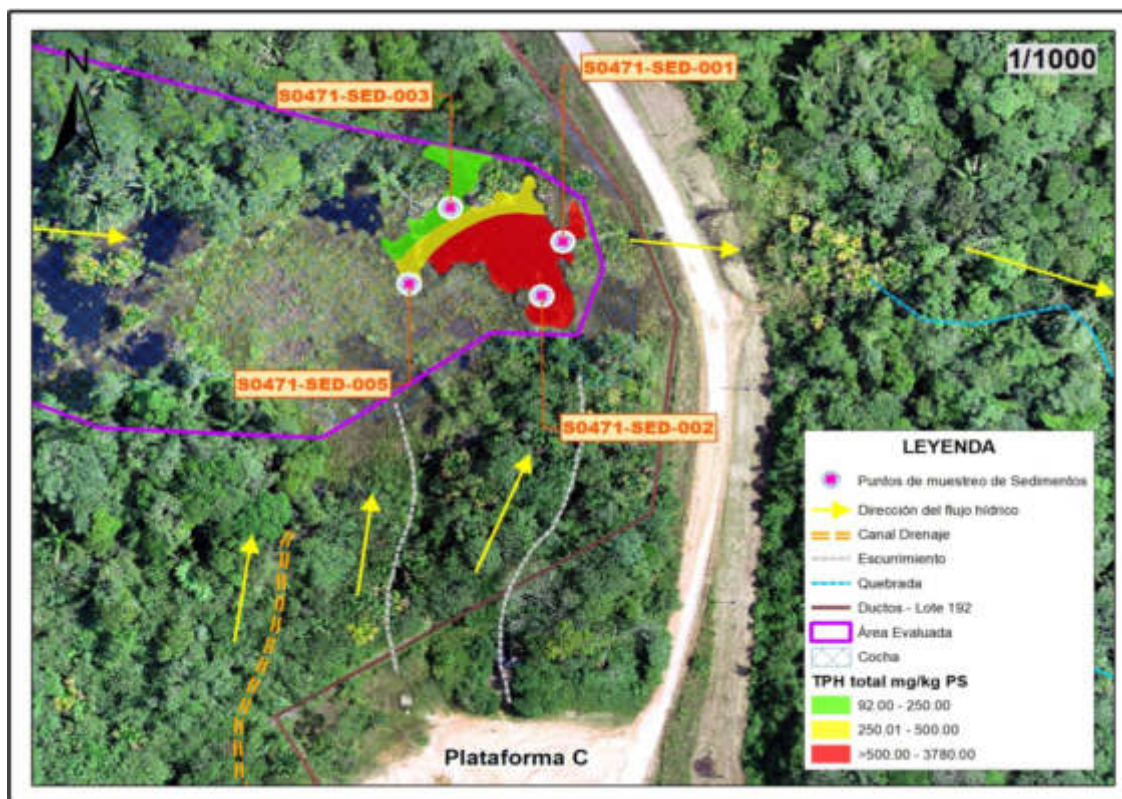 1/1000
N
S0471-SED-001
S0471-SED-003
S0471-SED-005
S0471-SED-002
Plataforma C
LEYENDA
Puntos de muestreo de Sedimentos
Dirección del flujo hídrico
Canal Drenaje
Escurrimiento
Quebrada
Ductos - Lote 192
Área Evaluada
Cocha
TPH total mg/kg PS
92.00 - 250.00
250.01 - 500.00
>500.00 - 3780.00